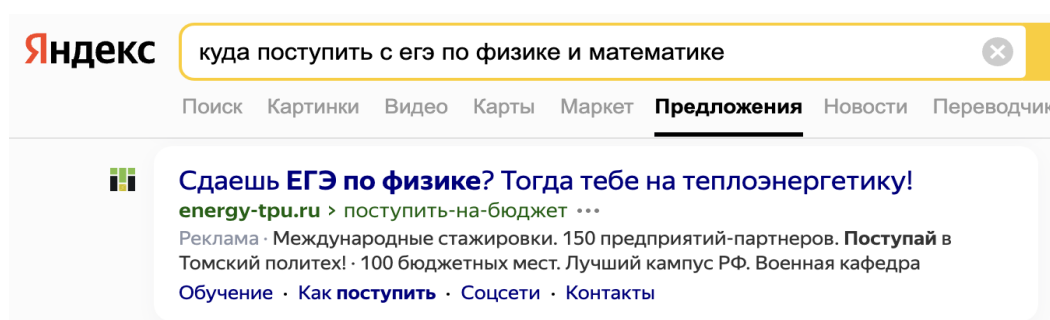 Яндекс
куда поступить с егэ по физике и математике
Поиск Картинки Видео Карты Маркет Предложения Новости Переводчик
Сдаешь ЕГЭ по физике? Тогда тебе на теплоэнергетику!
energy-tpu.ru > поступить-на-бюджет •••
Реклама · Международные стажировки. 150 предприятий-партнеров. Поступай в
Томский политех! · 100 бюджетных мест. Лучший кампус РФ. Военная кафедра
Обучение · Как поступить · Соцсети · Контакты